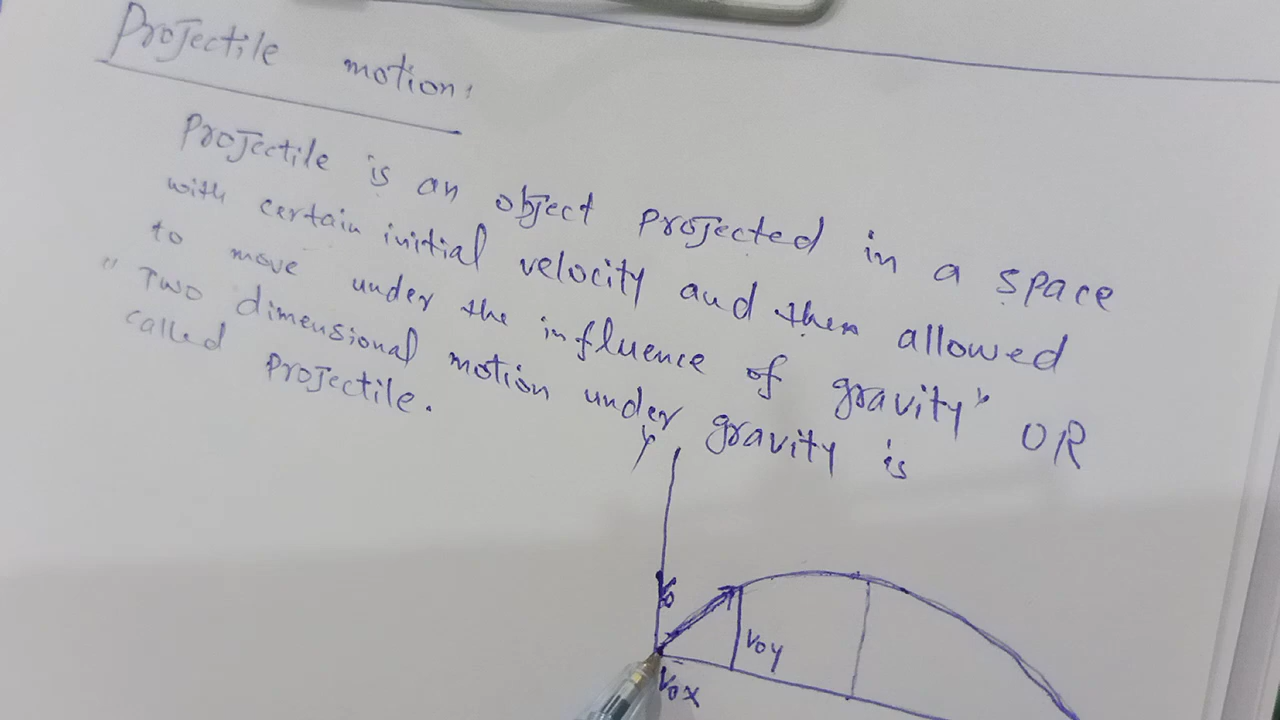 Projectile motion:
Projectile is an object projected in a space
with certain initial velocity and then allowed
to move under the influence of gravity" OR
" Two dimensional motion under gravity is
called projectile.
Y
Vo
Voy
Vox